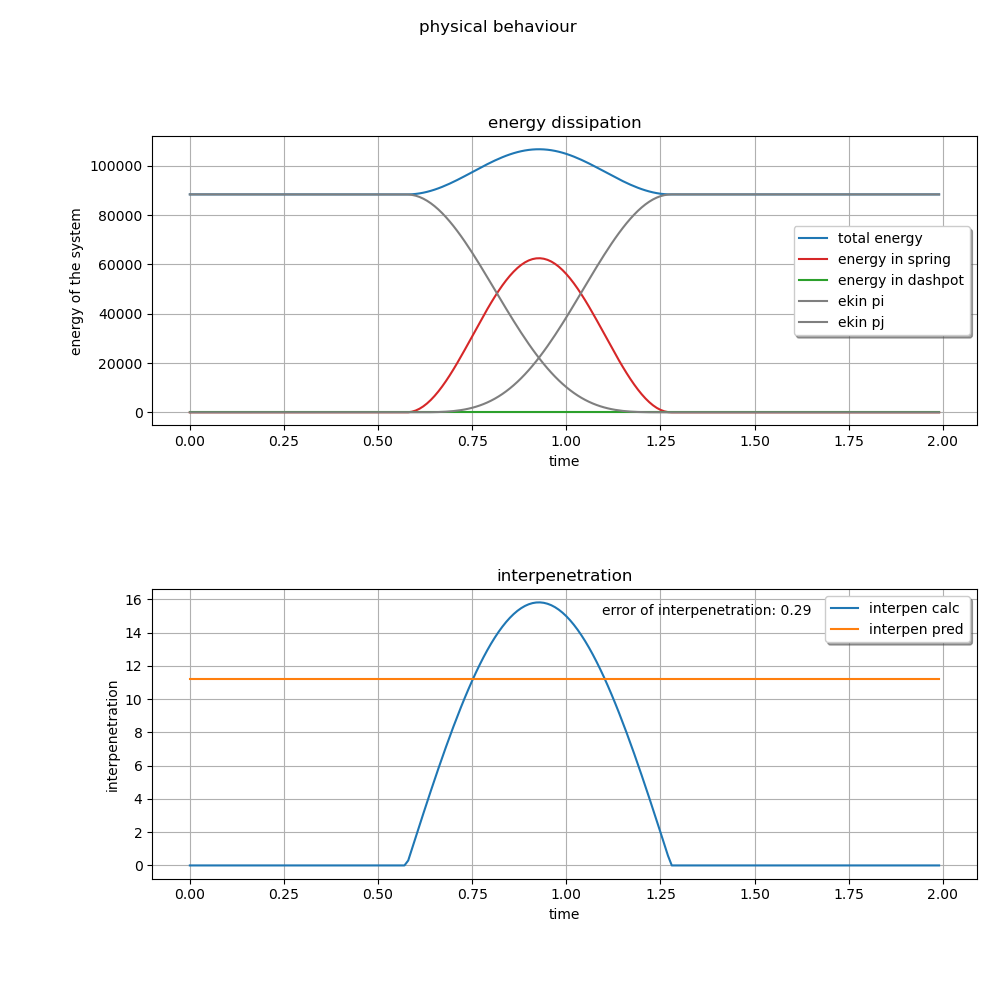 physical behaviour
energy dissipation
energy of the system
100000
80000
60000
40000
20000
0
total energy
energy in spring
energy in dashpot
ekin pi
ekin pj
0.00 0.25 0.50 0.75 1.00 1.25 1.50 1.75 2.00
time
interpenetration
interpenetration
16
14
12
10
8
6
4
2
0
error of interpenetration: 0.29
interpen calc
interpen pred
0.00 0.25 0.50 0.75 1.00 1.25 1.50 1.75 2.00
time